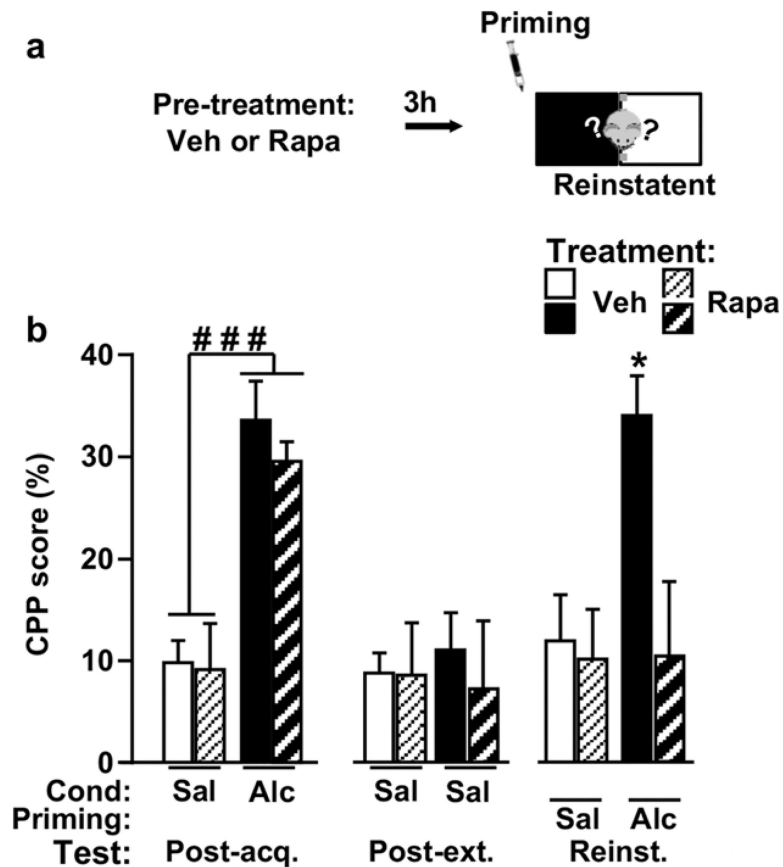 a
Priming
Pre-treatment:
Veh or Rapa
3h
? ?
Reinstatent
Treatment:
Veh Rapa
b
# # #
*
40
30
20
10
0
CPP score (%)
Cond: Sal Alc Sal Sal
Priming: Sal Alc
Test: Post-acq. Post-ext. Reinst.